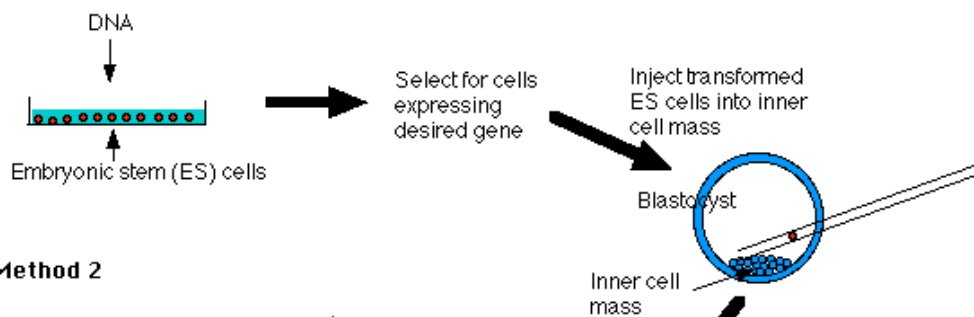 DNA
Embryonic stem (ES) cells
Select for cells
expressing
desired gene
Inject transformed
ES cells into inner
cell mass
Blastocyst
Inner cell
mass
Method 2